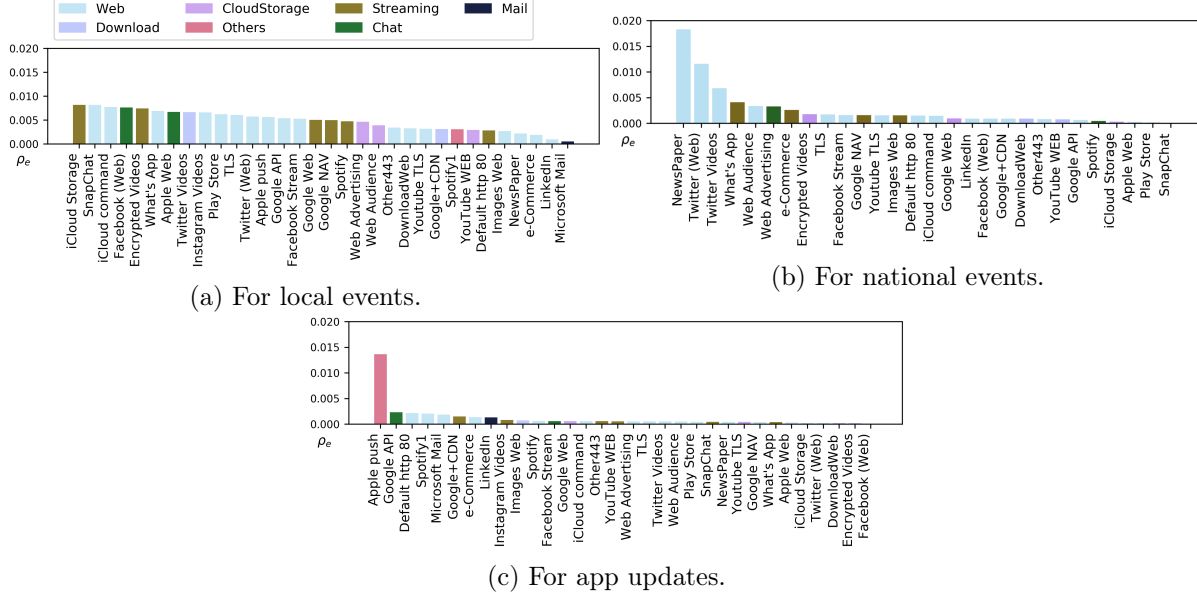 Web
Download
CloudStorage
Others
Streaming
Chat
Mail
0.020
0.015
0.010
0.005
0.000
ρe
iCloud Storage
SnapChat
iCloud command
Facebook (Web)
Encrypted Videos
What's App
Apple Web
Twitter Videos
Instagram Videos
Play Store
TLS
Twitter (Web)
Apple push
Google API
Facebook Stream
Google Web
Google NAV
Spotify
Web Advertising
Web Audience
Other443
DownloadWeb
Youtube TLS
Google+CDN
Spotify1
YouTube WEB
Default http 80
Images Web
NewsPaper
e-Commerce
LinkedIn
Microsoft Mail
(a) For local events.
0.020
0.015
0.010
0.005
0.000
ρe
NewsPaper
Twitter (Web)
Twitter Videos
What's App
Web Audience
Web Advertising
e-Commerce
Encrypted Videos
TLS
Facebook Stream
Google NAV
Youtube TLS
Images Web
Default http 80
iCloud command
Google Web
LinkedIn
Facebook (Web)
Google+CDN
DownloadWeb
Other443
YouTube WEB
Google API
Spotify
iCloud Storage
Apple Web
Play Store
SnapChat
(b) For national events.
0.020
0.015
0.010
0.005
0.000
ρe
Apple push
Google API
Default http 80
Spotify1
Microsoft Mail
Google+CDN
e-Commerce
LinkedIn
Instagram Videos
Images Web
Spotify
Facebook Stream
Google Web
iCloud command
Other443
YouTube WEB
Web Advertising
TLS
Twitter Videos
Web Audience
Play Store
SnapChat
NewsPaper
Youtube TLS
Google NAV
What's App
Apple Web
iCloud Storage
Twitter (Web)
DownloadWeb
Encrypted Videos
Facebook (Web)
(c) For app updates.